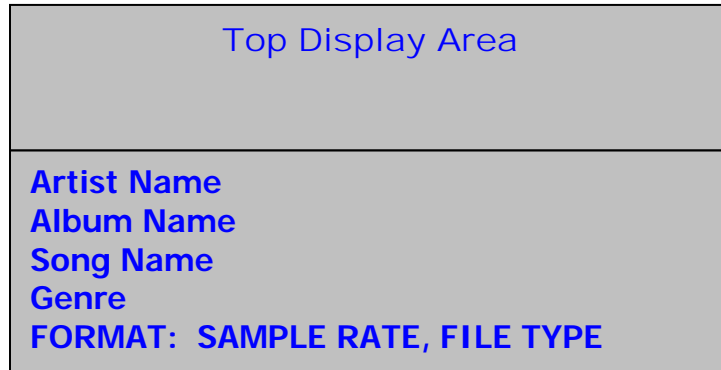 Top Display Area
Artist Name
Album Name
Song Name
Genre
FORMAT: SAMPLE RATE, FILE TYPE